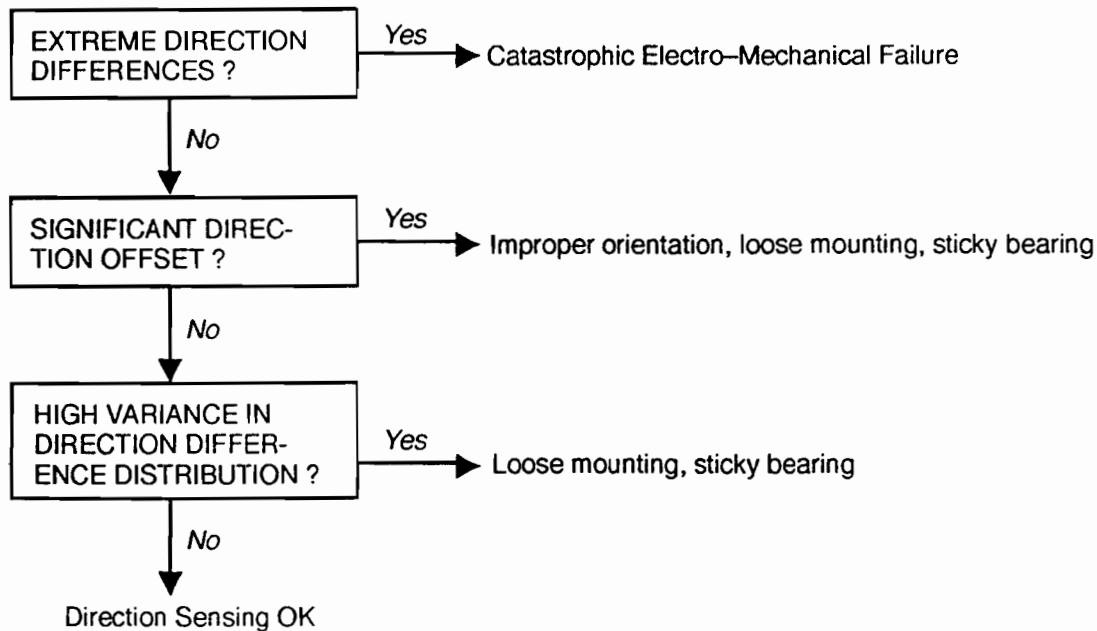 EXTREME DIRECTION
DIFFERENCES ?
Yes
Catastrophic Electro–Mechanical Failure
No
SIGNIFICANT DIREC-
TION OFFSET ?
Yes
Improper orientation, loose mounting, sticky bearing
No
HIGH VARIANCE IN
DIRECTION DIFFER-
ENCE DISTRIBUTION ?
Yes
Loose mounting, sticky bearing
No
Direction Sensing OK